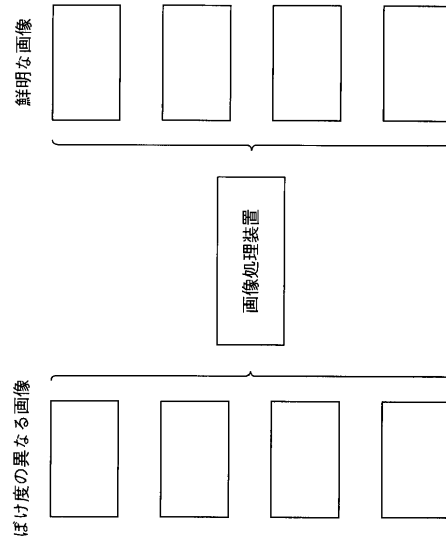 ぼけ度の異なる画像
画像処理装置
鮮明な画像